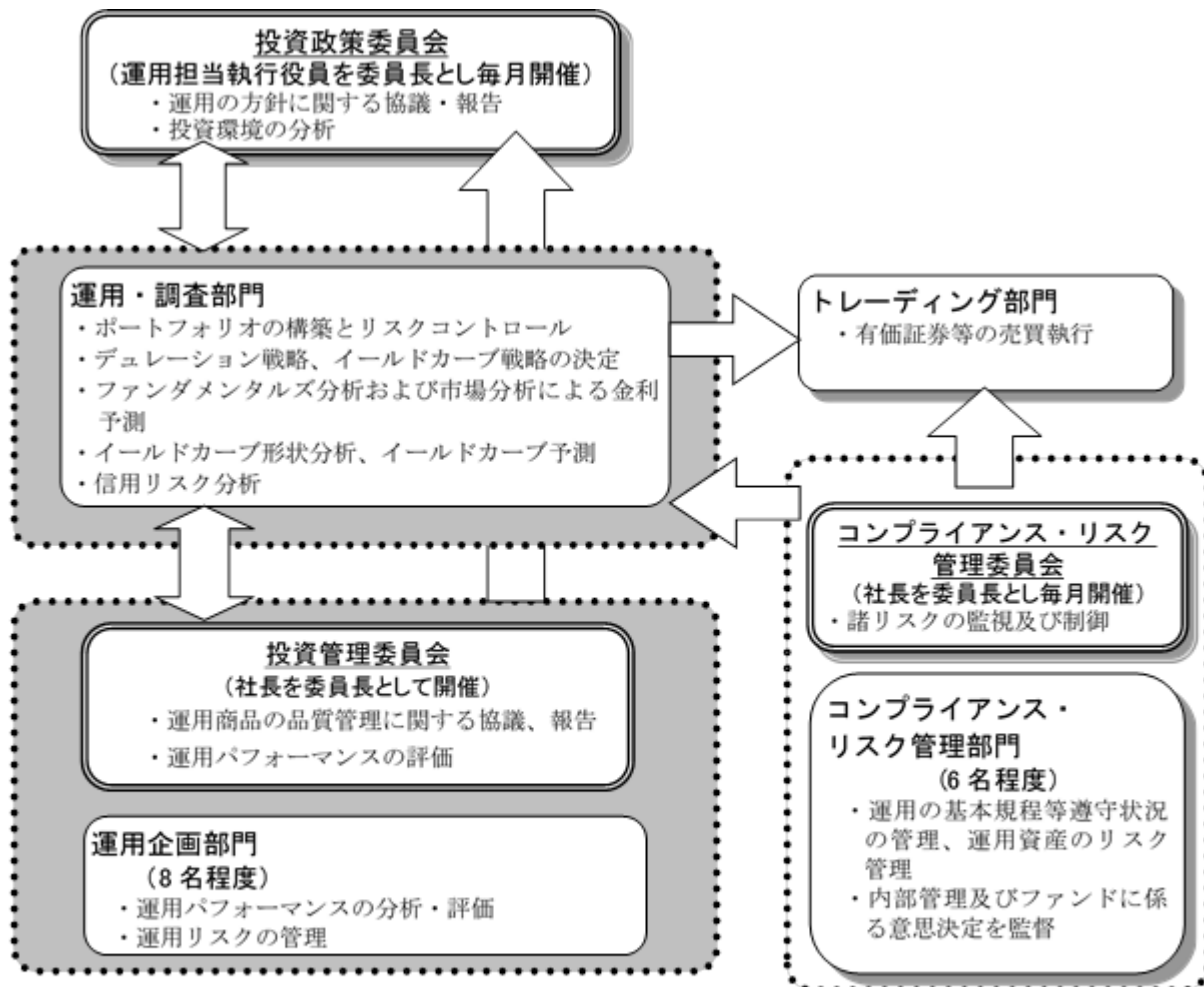 投資政策委員会
（運用担当執行役員を委員長とし毎月開催）
・運用の方針に関する協議・報告
・投資環境の分析
運用・調査部門
・ポートフォリオの構築とリスクコントロール
・デュレーション戦略、イールドカーブ戦略の決定
・ファンダメンタルズ分析および市場分析による金利
予測
・イールドカーブ形状分析、イールドカーブ予測
・信用リスク分析
トレーディング部門
・有価証券等の売買執行
コンプライアンス・リスク
管理委員会
（社長を委員長とし毎月開催）
・諸リスクの監視及び制御
投資管理委員会
（社長を委員長として開催）
・運用商品の品質管理に関する協議、報告
・運用パフォーマンスの評価
運用企画部門
（8名程度）
・運用パフォーマンスの分析・評価
・運用リスクの管理
コンプライアンス・
リスク管理部門
（6名程度）
・運用の基本規程等遵守状況
の管理、運用資産のリスク
管理
・内部管理及びファンドに係
る意思決定を監督